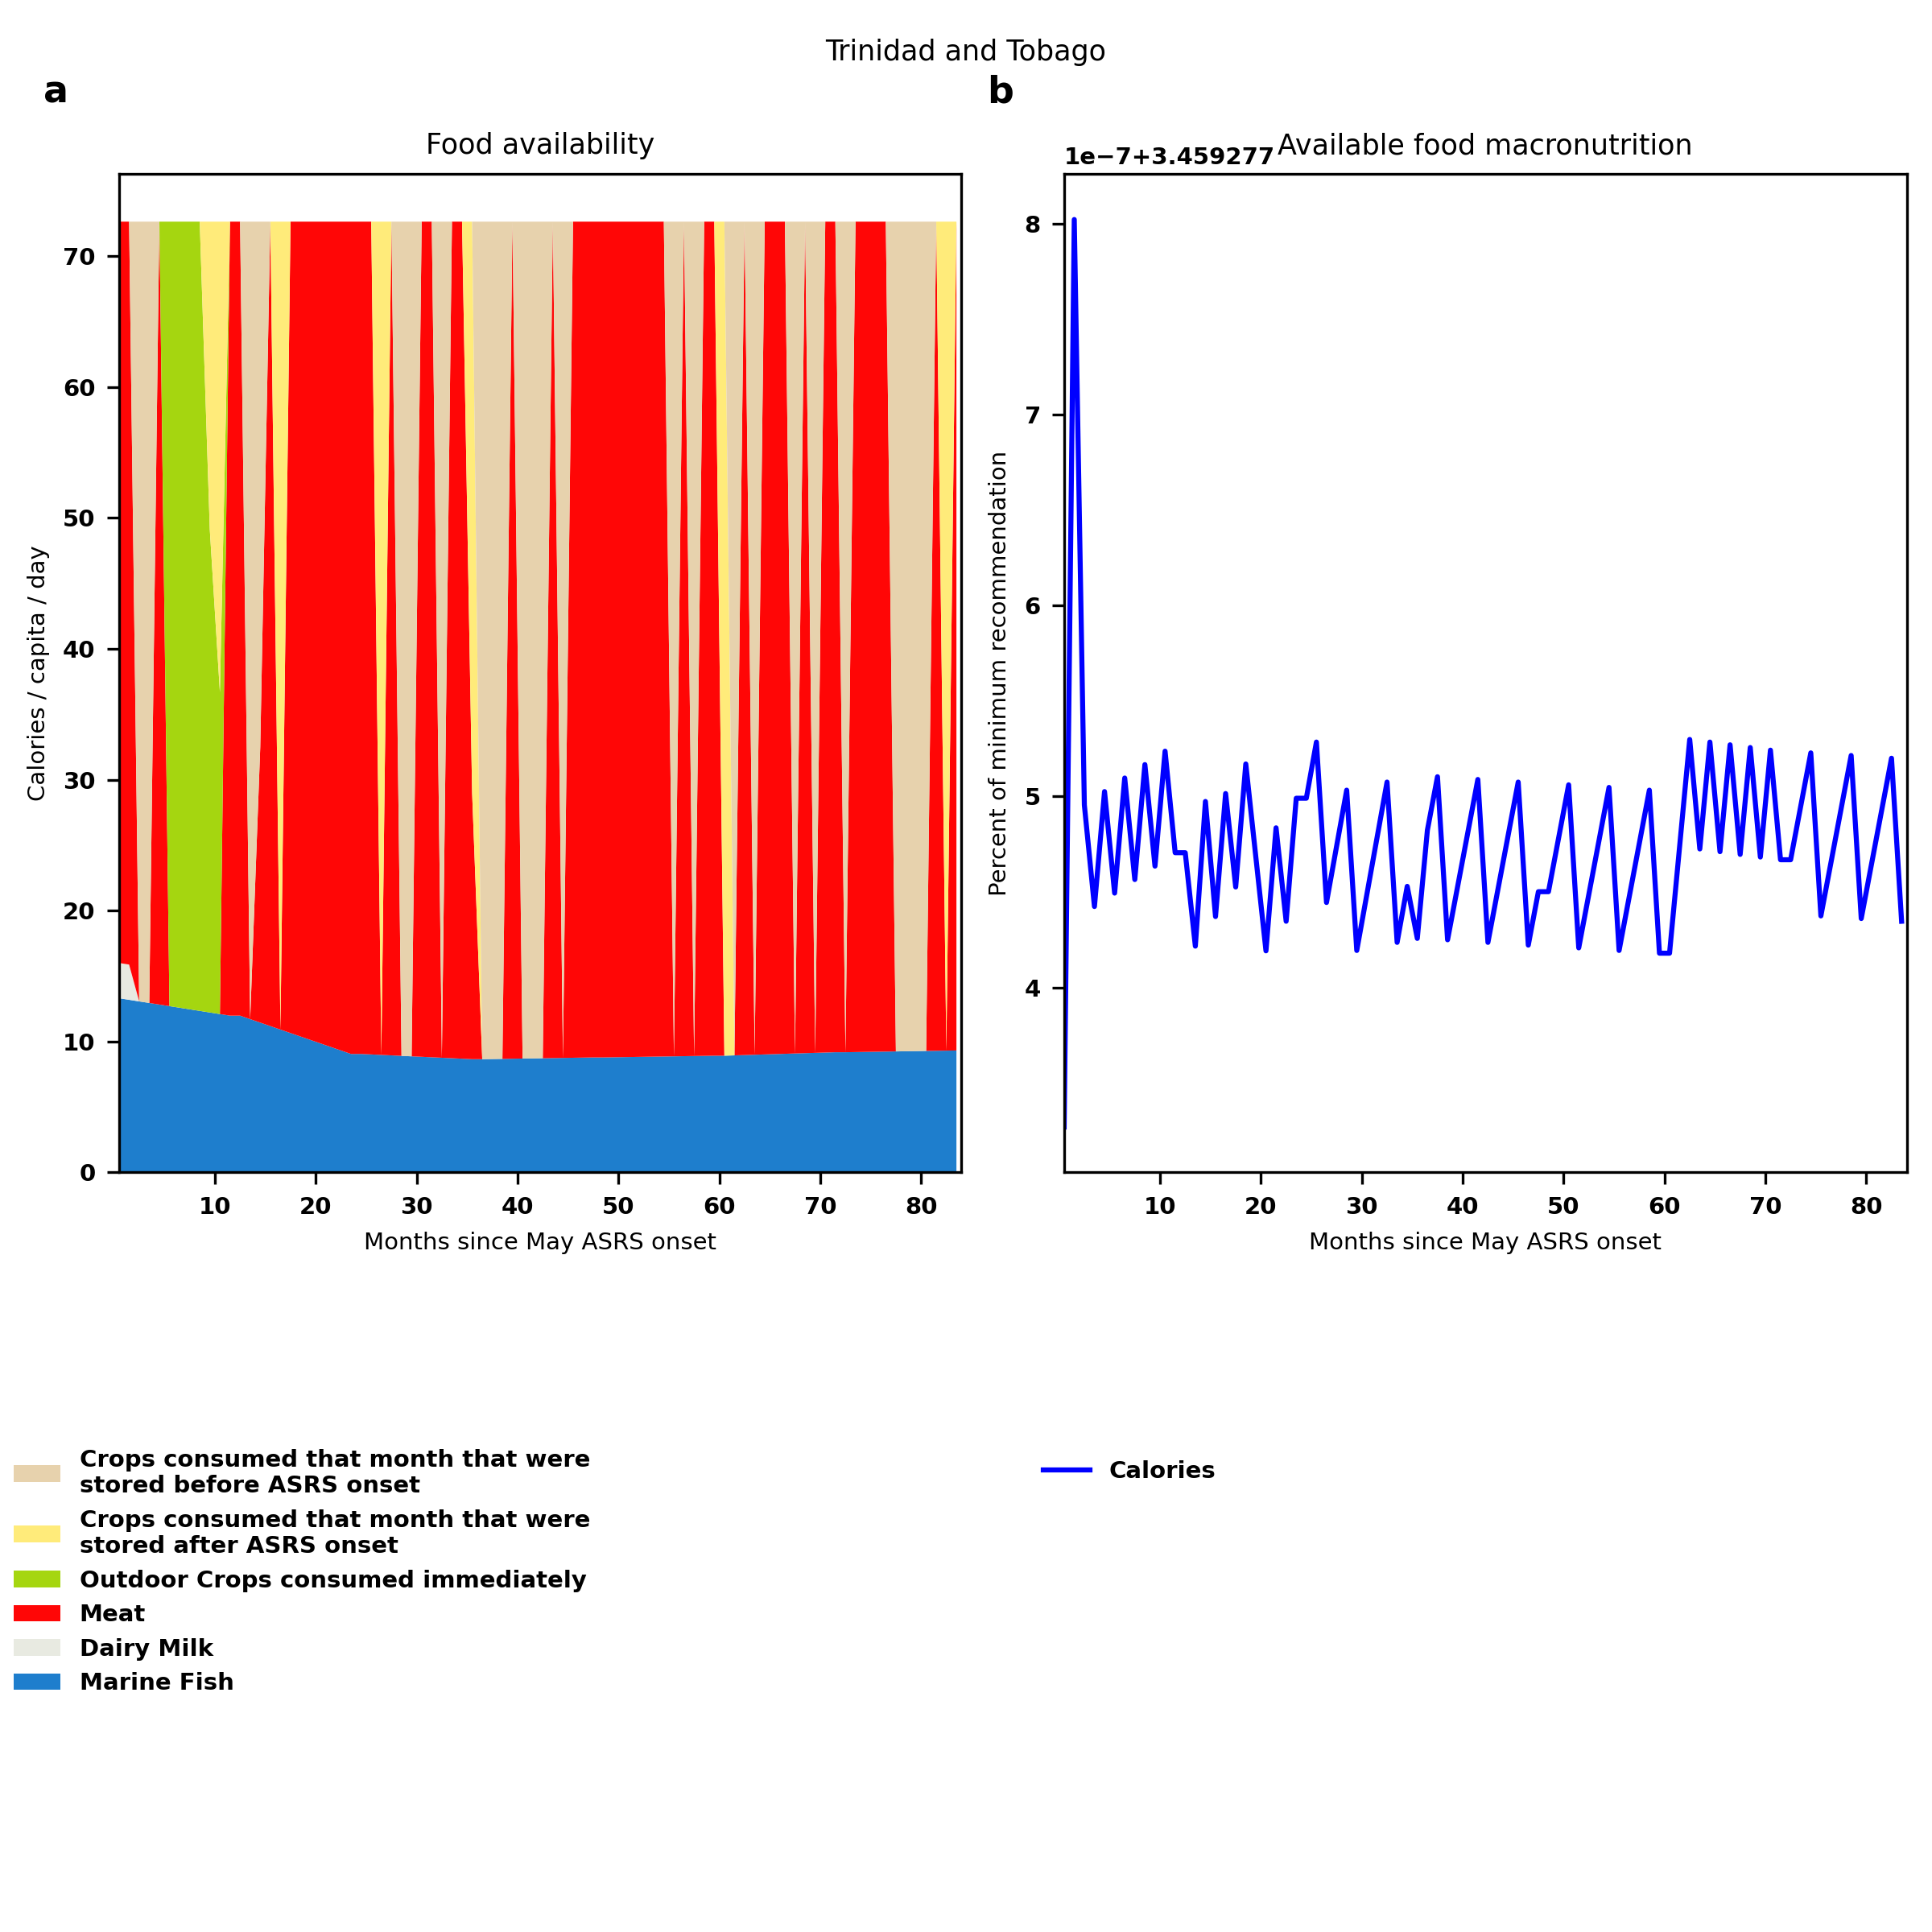 Trinidad and Tobago
a
Food availability
Calories / capita / day
70
60
50
40
30
20
10
0
10 20 30 40 50 60 70 80
Months since May ASRS onset
b
Available food macronutrition
1e−7+3.459277
Percent of minimum recommendation
8
7
6
5
4
10 20 30 40 50 60 70 80
Months since May ASRS onset
Crops consumed that month that were
stored before ASRS onset
Crops consumed that month that were
stored after ASRS onset
Outdoor Crops consumed immediately
Meat
Dairy Milk
Marine Fish
Calories